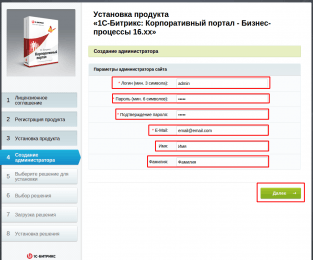 Установка продукта
«1С-Битрикс: Корпоративный портал - Бизнес-
процессы 16.xx»
Создание администратора
Параметры администратора сайта
* Логин (мин. 3 символа): admin
Пароль (мин. 6 символов): •••••
* Подтверждение пароля: •••••
* E-Mail: email@email.com
Имя: Имя
Фамилия: Фамилия
Далее →
Корпоративный
портал
1 Лицензионное
соглашение
2 Регистрация продукта
3 Установка продукта
4 Создание
администратора
5 Выберите решение для
установки
6 Выбор решения
7 Загрузка решения
8 Установка решения
1С-БИТРИКС